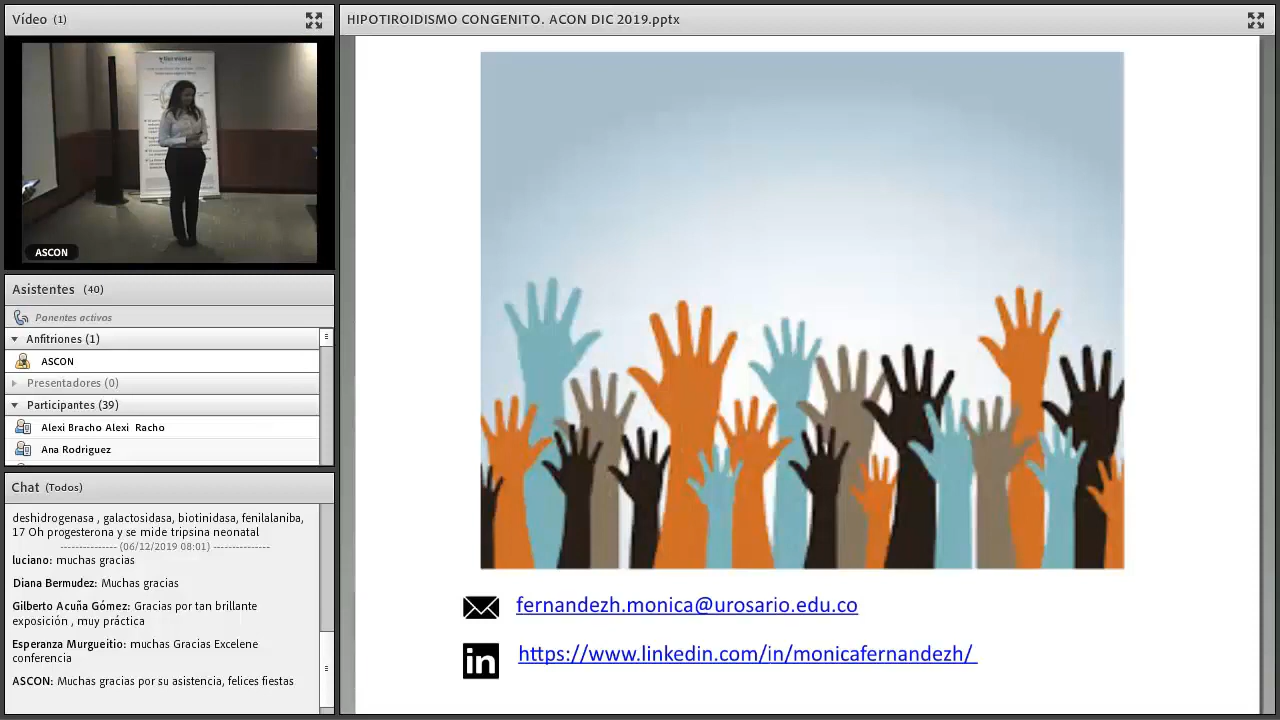 Vídeo (1)
ASCON
Asistentes (40)
Ponentes activos
Anfitriones (1)
ASCON
Presentadores (0)
Participantes (39)
Alexi Bracho Alexi Racho
Ana Rodriguez
Chat (Todos)
deshidrogenasa , galactosidasa, biotinidasa, fenilalaniba,
17 Oh progesterona y se mide tripsina neonatal
--------------- (06/12/2019 08:01) ---------------
luciano: muchas gracias
Diana Bermudez: Muchas gracias
Gilberto Acuña Gómez: Gracias por tan brillante
exposición , muy práctica
Esperanza Murgueitio: muchas Gracias Excelene
conferencia
ASCON: Muchas gracias por su asistencia, felices fiestas
HIPOTIROIDISMO CONGENITO. ACON DIC 2019.pptx
fernandezh.monica@urosario.edu.co
in
https://www.linkedin.com/in/monicafernandezh/